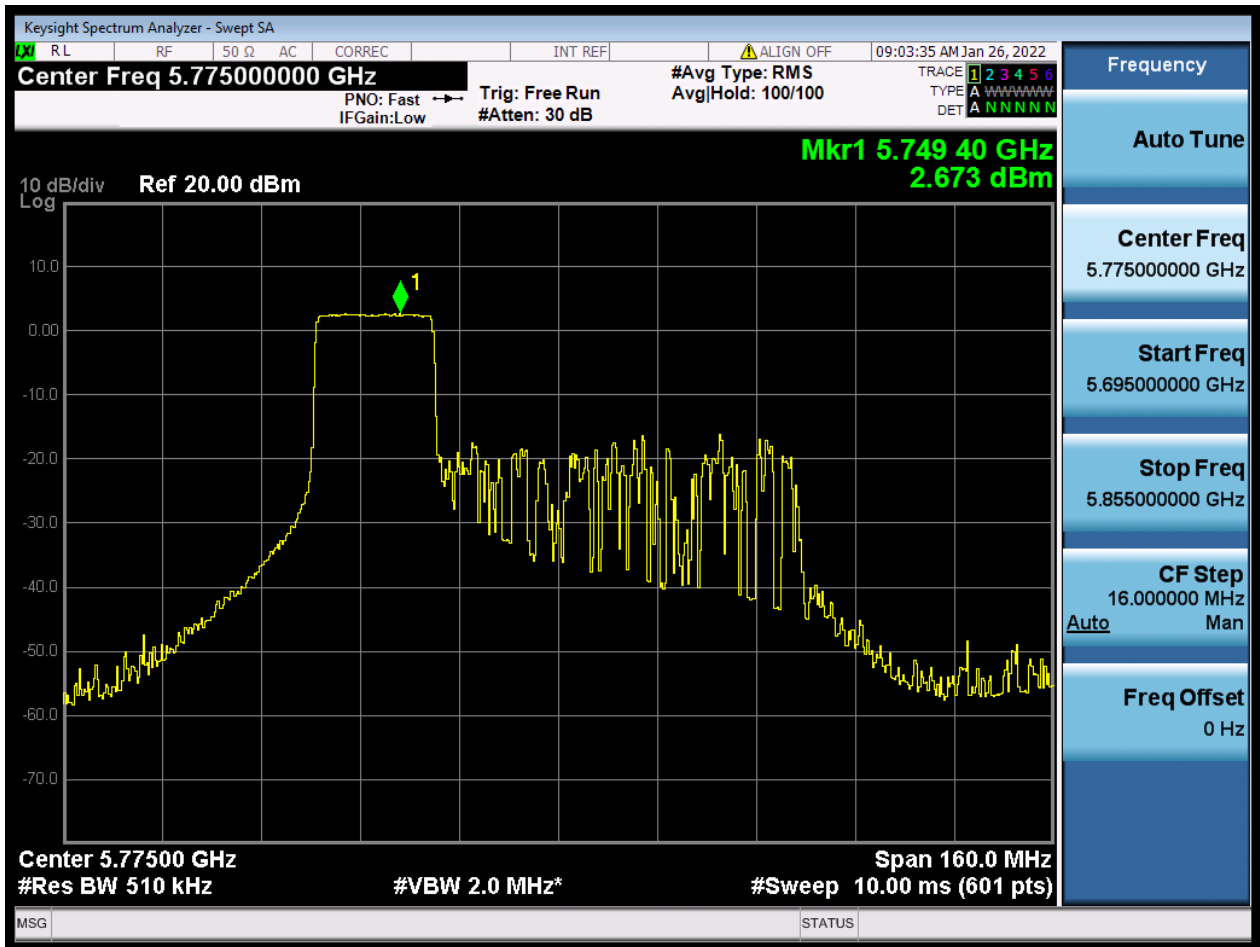 Keysight Spectrum Analyzer - Swept SA
LXI RL RF 50 Ω AC CORREC INT REF ALIGN OFF 09:03:35 AM Jan 26, 2022
Center Freq 5.775000000 GHz
PNO: Fast
IFGain:Low
Trig: Free Run
#Atten: 30 dB
#Avg Type: RMS
Avg|Hold: 100/100
TRACE 1 2 3 4 5 6
TYPE A WWWWW
DET A N N N N N
Mkr1 5.749 40 GHz
2.673 dBm
10 dB/div Ref 20.00 dBm
Log
10.0
1
0.00
-10.0
-20.0
-30.0
-40.0
-50.0
-60.0
-70.0
Center 5.77500 GHz Span 160.0 MHz
#Res BW 510 kHz #VBW 2.0 MHz* #Sweep 10.00 ms (601 pts)
MSG STATUS
Frequency
Auto Tune
Center Freq
5.775000000 GHz
Start Freq
5.695000000 GHz
Stop Freq
5.855000000 GHz
CF Step
16.000000 MHz
Auto Man
Freq Offset
0 Hz